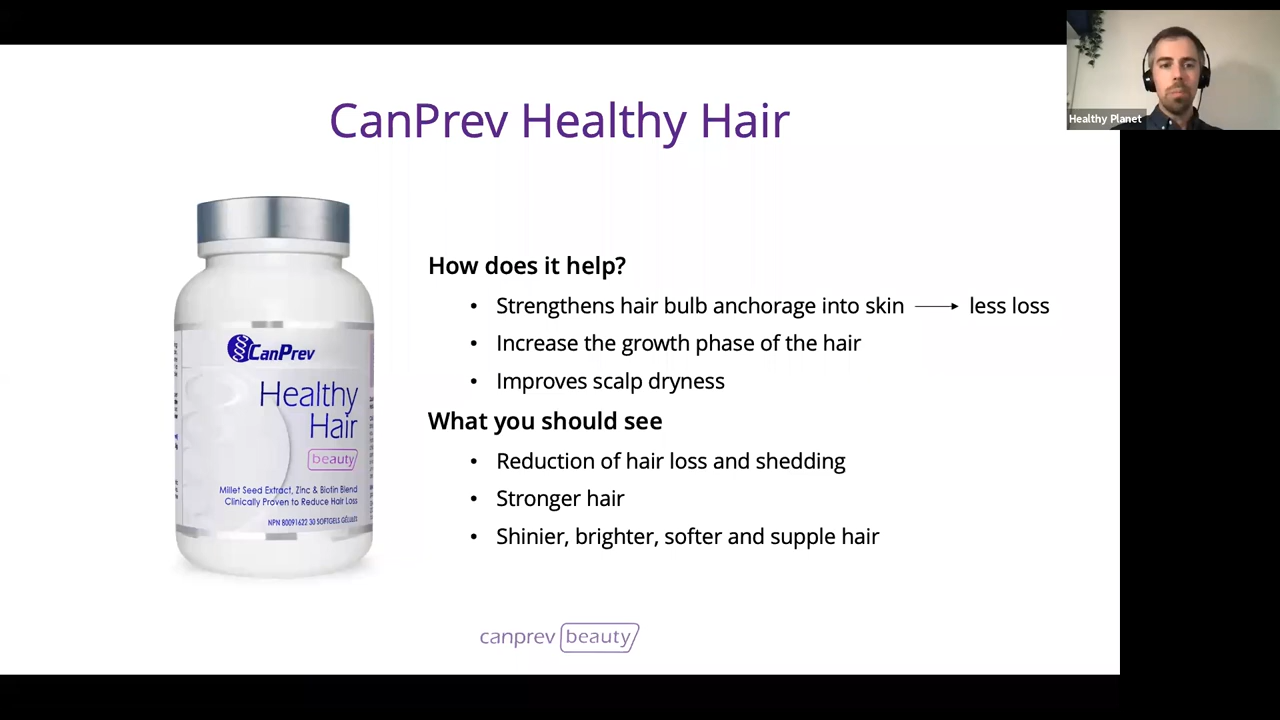 CanPrev Healthy Hair
Healthy Planet
How does it help?
• Strengthens hair bulb anchorage into skin → less loss
• Increase the growth phase of the hair
• Improves scalp dryness
What you should see
• Reduction of hair loss and shedding
• Stronger hair
• Shinier, brighter, softer and supple hair
CanPrev
Healthy
Hair
beauty
Millet Seed Extract, Zinc & Biotin Blend
Clinically Proven to Reduce Hair Loss
NPN 80091622 30 SOFTGELS GÉLULES
canprev beauty